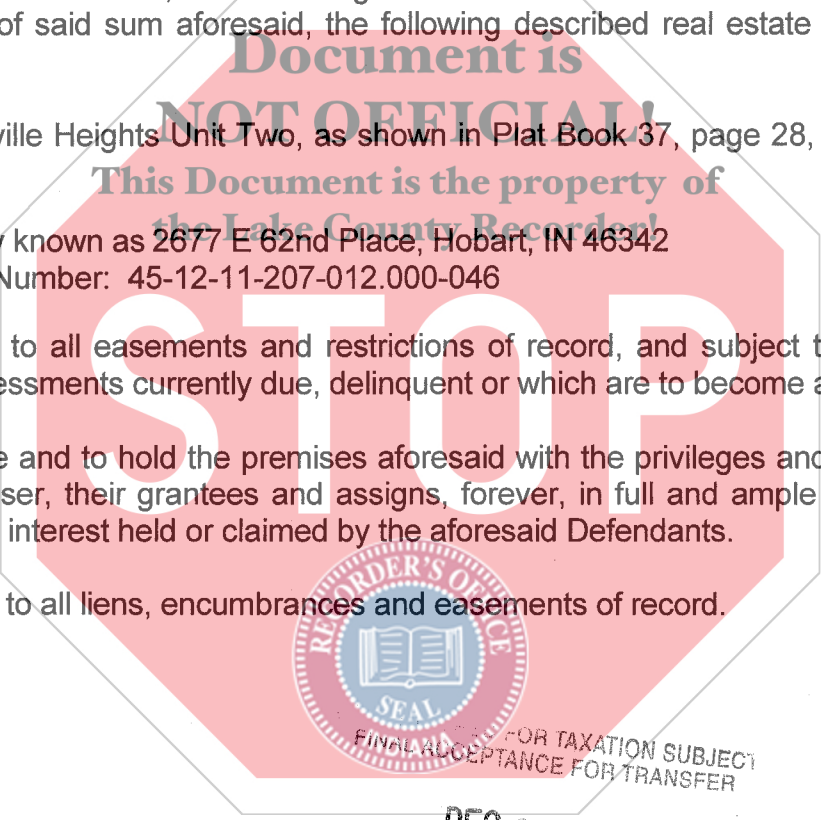 of said sum aforesaid, the following described real estate
Document is
NOT OFFICIAL!
ville Heights Unit Two, as shown in Plat Book 37, page 28,
This Document is the property of
the Lake County Recorder!
known as 2677 E 62nd Place, Hobart, IN 46342
Number: 45-12-11-207-012.000-046
STOP
to all easements and restrictions of record, and subject t
essments currently due, delinquent or which are to become a
e and to hold the premises aforesaid with the privileges and
ser, their grantees and assigns, forever, in full and ample
interest held or claimed by the aforesaid Defendants.
RECORDER'S OFFICE
to all liens, encumbrances and easements of record.
SEAL
INDIANA
FOR TAXATION SUBJECT
FINAL ACCEPTANCE FOR TRANSFER